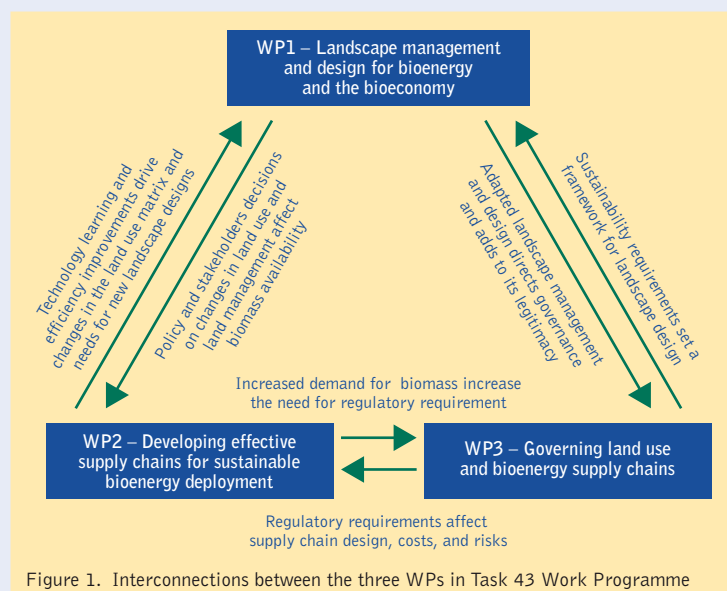 WP1 – Landscape management
and design for bioenergy
and the bioeconomy
Technology learning and
efficiency improvements drive
changes in the land use matrix and
needs for new landscape designs
Policy and stakeholders decisions
on changes in land use and
land management affect
biomass availability
Adapted landscape management
and design directs governance
and adds to its legitimacy
Sustainability requirements set a
framework for landscape design
Increased demand for biomass increase
the need for regulatory requirement
WP2 – Developing effective
supply chains for sustainable
bioenergy deployment
WP3 – Governing land use
and bioenergy supply chains
Regulatory requirements affect
supply chain design, costs, and risks
Figure 1. Interconnections between the three WPs in Task 43 Work Programme